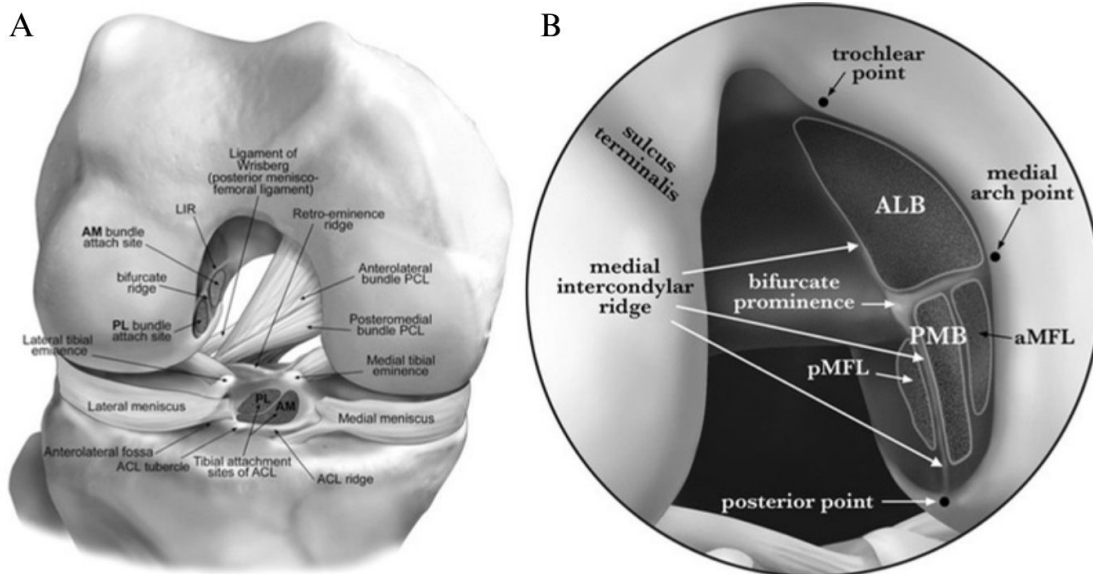 A
Ligament of
Wrisberg
(posterior menisco-
femoral ligament)
LIR
Retro-eminence
ridge
AM bundle
attach site
bifurcate
ridge
Anterolateral
bundle PCL
PL bundle
attach site
Posteromedial
bundle PCL
Lateral tibial
eminence
Medial tibial
eminence
PL
AM
Lateral meniscus
Medial meniscus
Anterolateral fossa
ACL tubercle
Tibial attachment
sites of ACL
ACL ridge
B
trochlear
point
sulcus
terminalis
medial
arch point
ALB
medial
intercondylar
ridge
bifurcate
prominence
PMB
aMFL
pMFL
posterior point